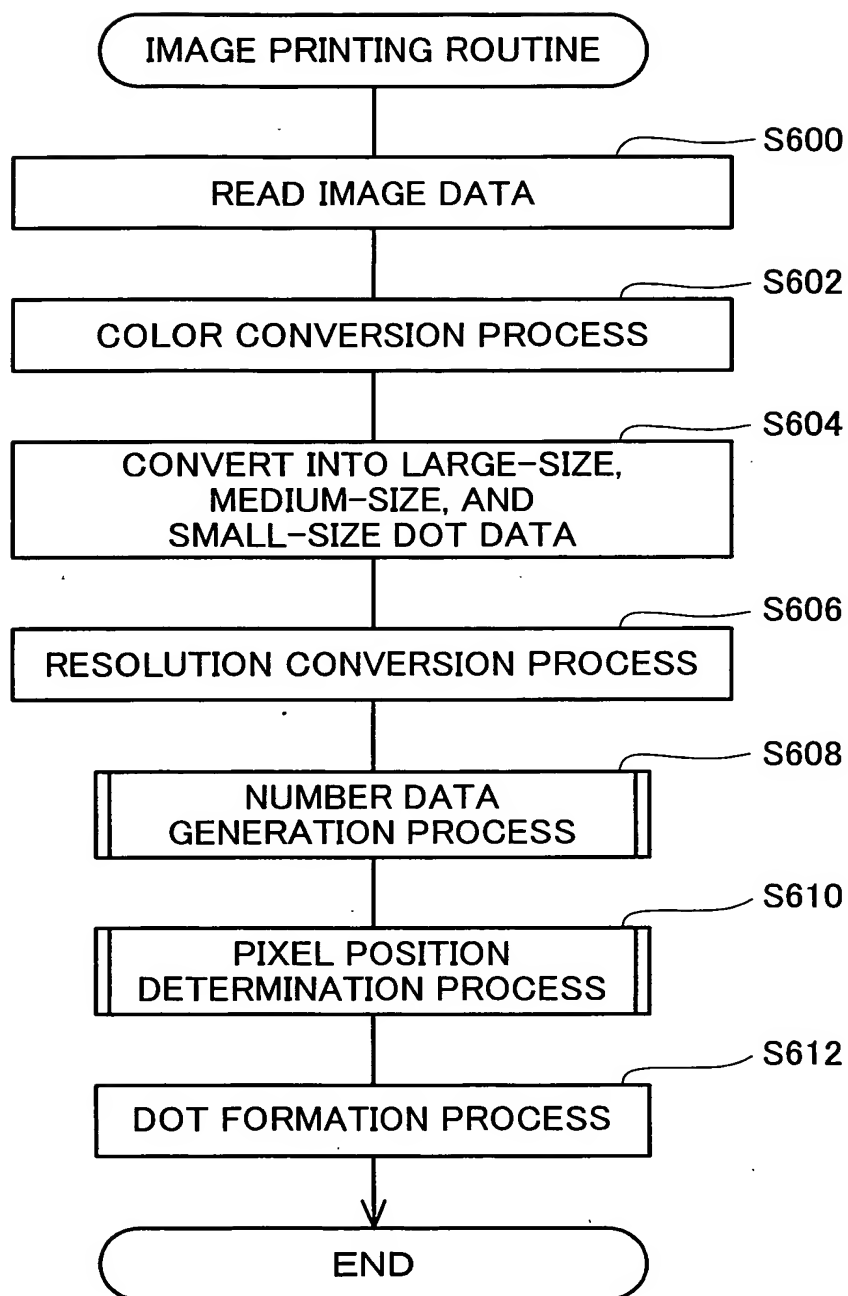 IMAGE PRINTING ROUTINE
S600
READ IMAGE DATA
S602
COLOR CONVERSION PROCESS
S604
CONVERT INTO LARGE-SIZE,
MEDIUM-SIZE, AND
SMALL-SIZE DOT DATA
S606
RESOLUTION CONVERSION PROCESS
S608
NUMBER DATA
GENERATION PROCESS
S610
PIXEL POSITION
DETERMINATION PROCESS
S612
DOT FORMATION PROCESS
END